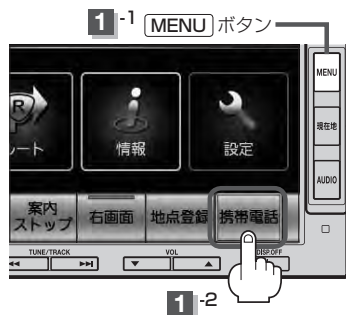 1 -1 MENU ボタン
MENU
現在地
AUDIO
R
ルート
情報
設定
案内
ストップ
右画面
地点登録
携帯電話
TUNE/TRACK
VOL
DISP.OFF
1 -2